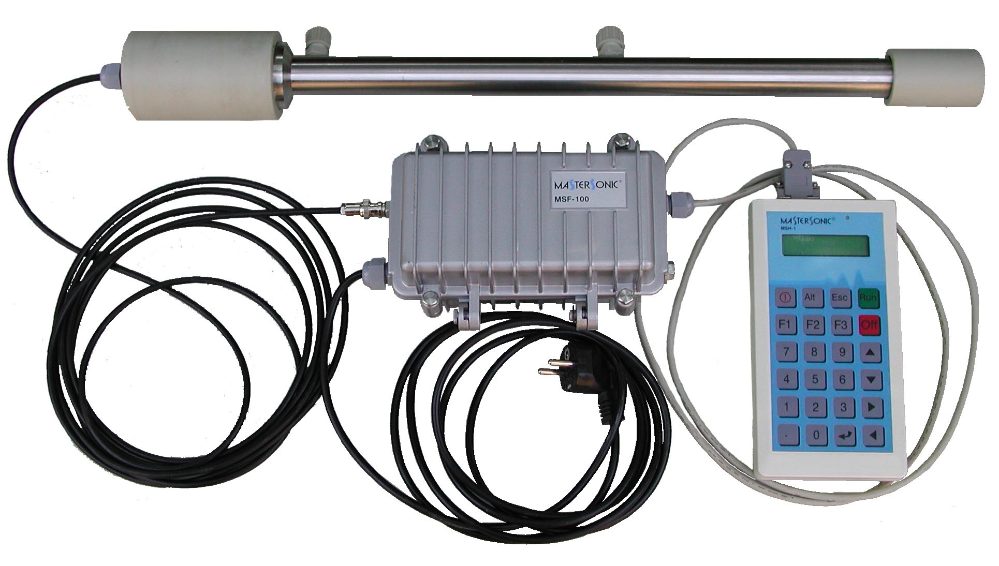 MASTERSONIC®
MSF-100
MASTERSONIC®
MSH-1
Alt Esc Run
F1 F2 F3 Off
7 8 9
4 5 6
1 2 3
. 0